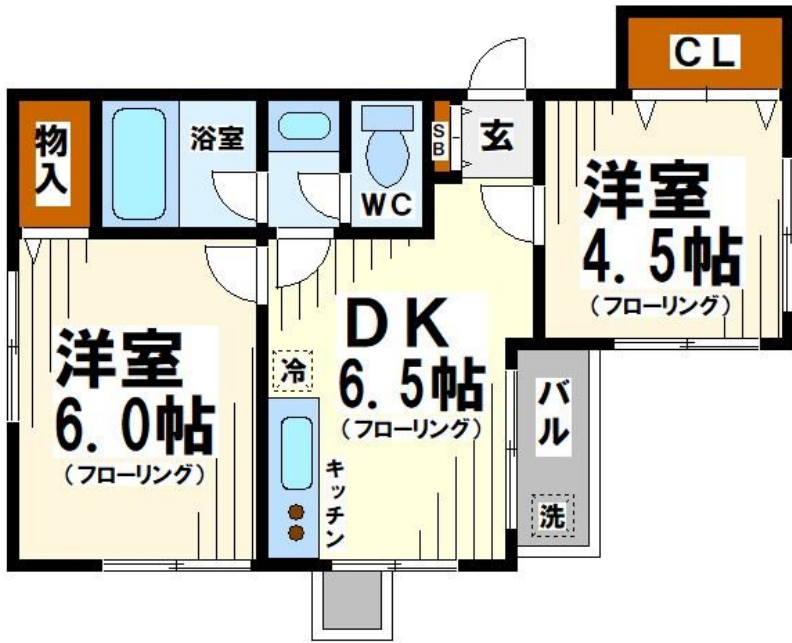 CL
物入
浴室
WC
SB
玄
洋室
4.5帖
(フローリング)
洋室
6.0帖
(フローリング)
DK
6.5帖
(フローリング)
冷
キッチン
バル
洗